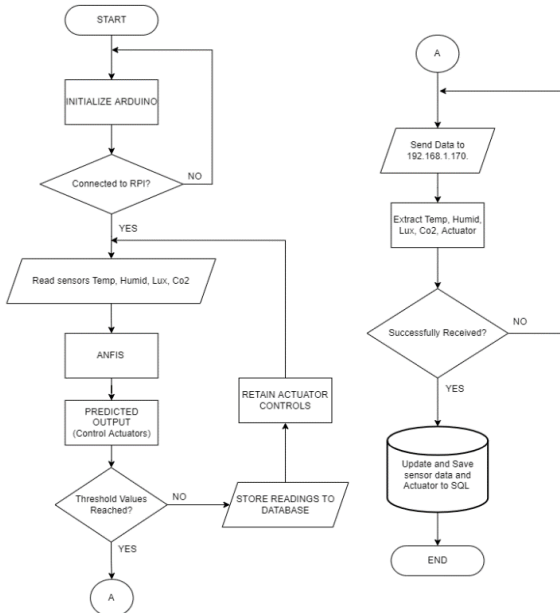 START
INITIALIZE ARDUINO
Connected to RPI?
NO
YES
Read sensors Temp, Humid, Lux, Co2
ANFIS
PREDICTED
OUTPUT
(Control Actuators)
Threshold Values
Reached?
NO
YES
STORE READINGS TO
DATABASE
RETAIN ACTUATOR
CONTROLS
A
A
Send Data to
192.168.1.170.
Extract Temp, Humid,
Lux, Co2, Actuator
Successfully Received?
NO
YES
Update and Save
sensor data and
Actuator to SQL
END